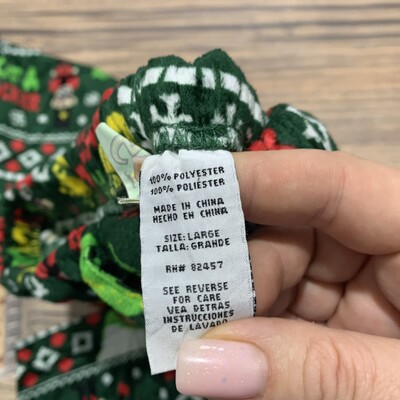 100% POLYESTER
100% POLIÉSTER
MADE IN CHINA
HECHO EN CHINA
SIZE: LARGE
TALLA: GRANDE
RH# 82457
SEE REVERSE
FOR CARE
VEA DETRAS
INSTRUCCIONES
DE LAVADO